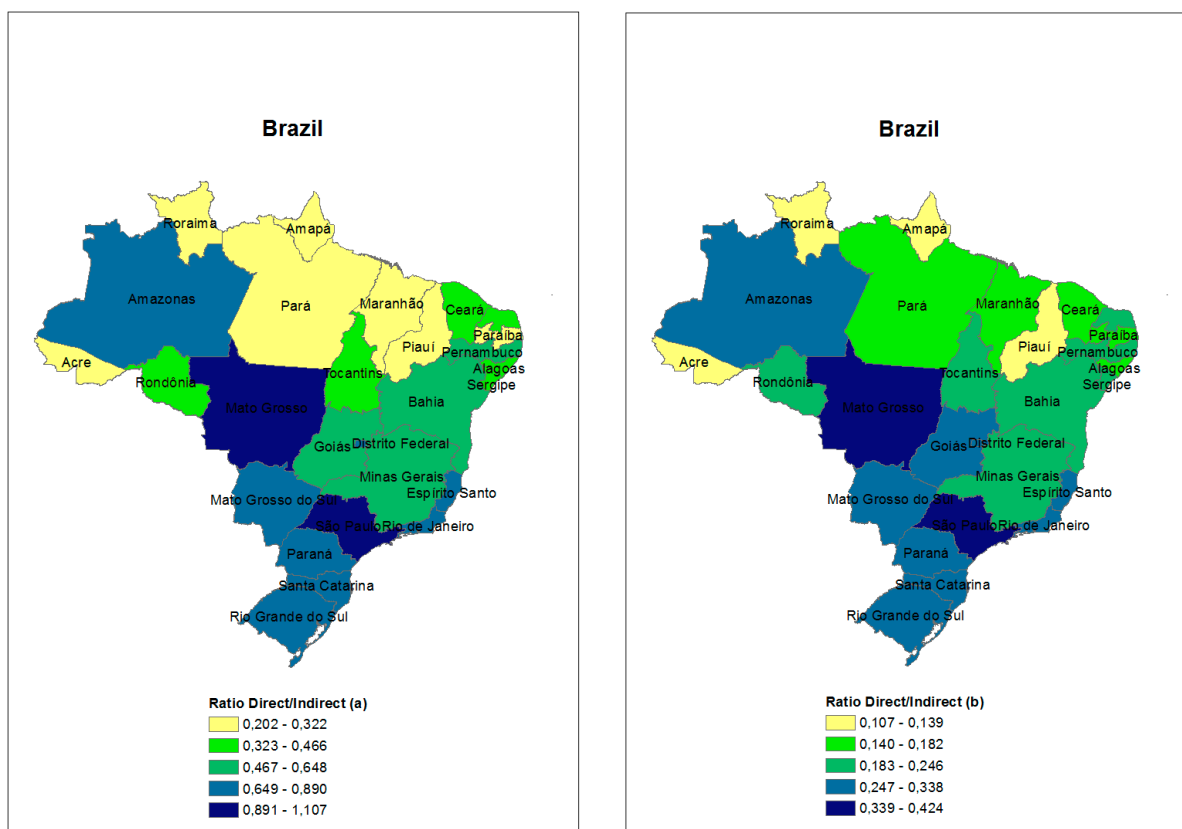 Brazil
Roraima
Amapá
Amazonas
Pará
Maranhão
Ceará
Paraíba
Piauí
Pernambuco
Acre
Alagoas
Rondônia
Tocantins
Sergipe
Mato Grosso
Bahia
Goiás
Distrito Federal
Minas Gerais
Mato Grosso do Sul
Espírito Santo
São Paulo
Rio de Janeiro
Paraná
Santa Catarina
Rio Grande do Sul
Ratio Direct/Indirect (a)
0,202 - 0,322
0,323 - 0,466
0,467 - 0,648
0,649 - 0,890
0,891 - 1,107
Brazil
Roraima
Amapá
Amazonas
Pará
Maranhão
Ceará
Paraíba
Piauí
Pernambuco
Acre
Alagoas
Rondônia
Tocantins
Sergipe
Mato Grosso
Bahia
Goiás
Distrito Federal
Minas Gerais
Mato Grosso do Sul
Espírito Santo
São Paulo
Rio de Janeiro
Paraná
Santa Catarina
Rio Grande do Sul
Ratio Direct/Indirect (b)
0,107 - 0,139
0,140 - 0,182
0,183 - 0,246
0,247 - 0,338
0,339 - 0,424